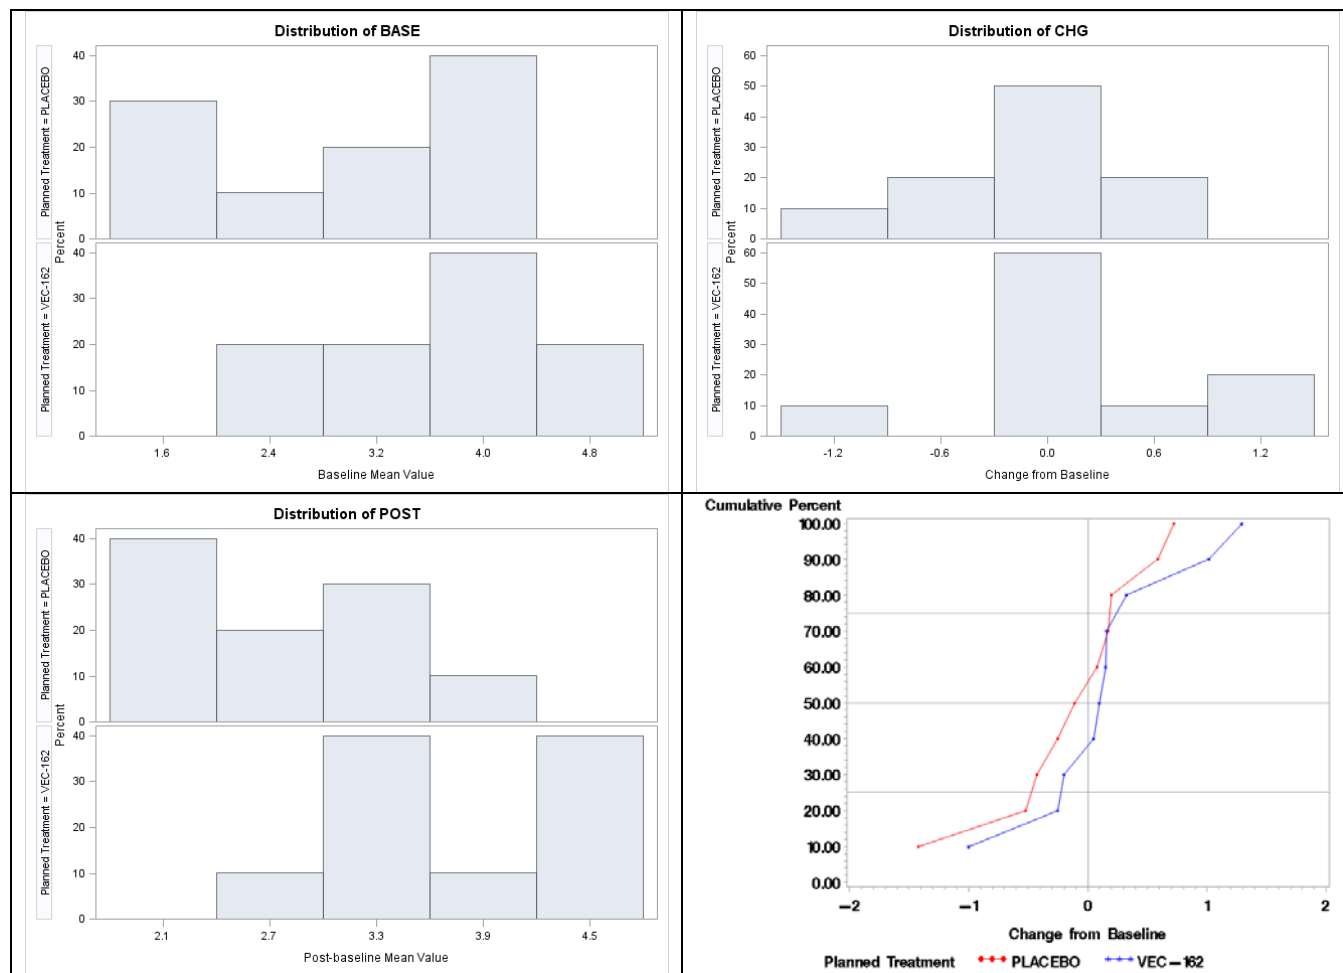 Distribution of BASE
Planned Treatment = PLACEBO
40
30
20
10
0
Percent
Planned Treatment = VEC-162
40
30
20
10
0
1.6 2.4 3.2 4.0 4.8
Baseline Mean Value
Distribution of CHG
Planned Treatment = PLACEBO
60
50
40
30
20
10
0
Percent
Planned Treatment = VEC-162
60
50
40
30
20
10
0
-1.2 -0.6 0.0 0.6 1.2
Change from Baseline
Distribution of POST
Planned Treatment = PLACEBO
40
30
20
10
0
Percent
Planned Treatment = VEC-162
40
30
20
10
0
2.1 2.7 3.3 3.9 4.5
Post-baseline Mean Value
Cumulative Percent
100.00
90.00
80.00
70.00
60.00
50.00
40.00
30.00
20.00
10.00
0.00
−2 −1 0 1 2
Change from Baseline
Planned Treatment PLACEBO VEC−162